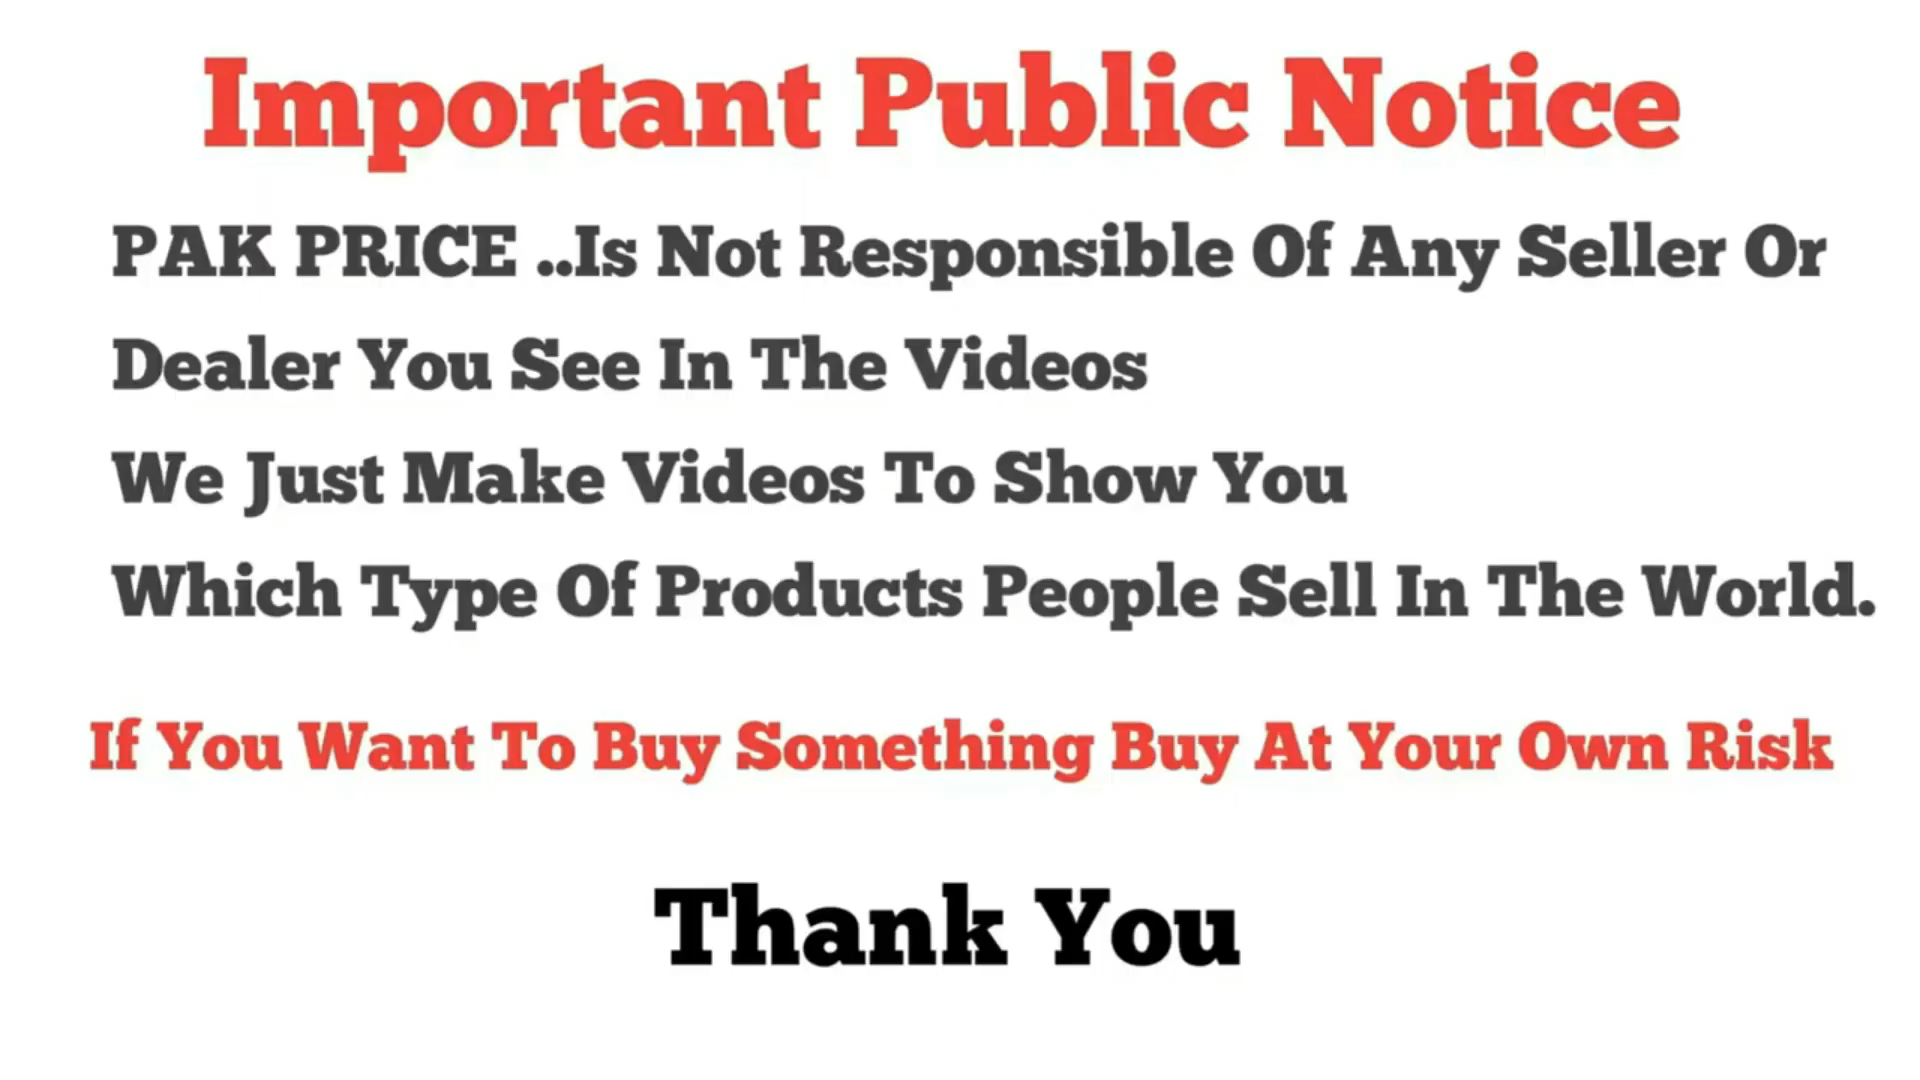 Important Public Notice
PAK PRICE ..Is Not Responsible Of Any Seller Or
Dealer You See In The Videos
We Just Make Videos To Show You
Which Type Of Products People Sell In The World.
If You Want To Buy Something Buy At Your Own Risk
Thank You